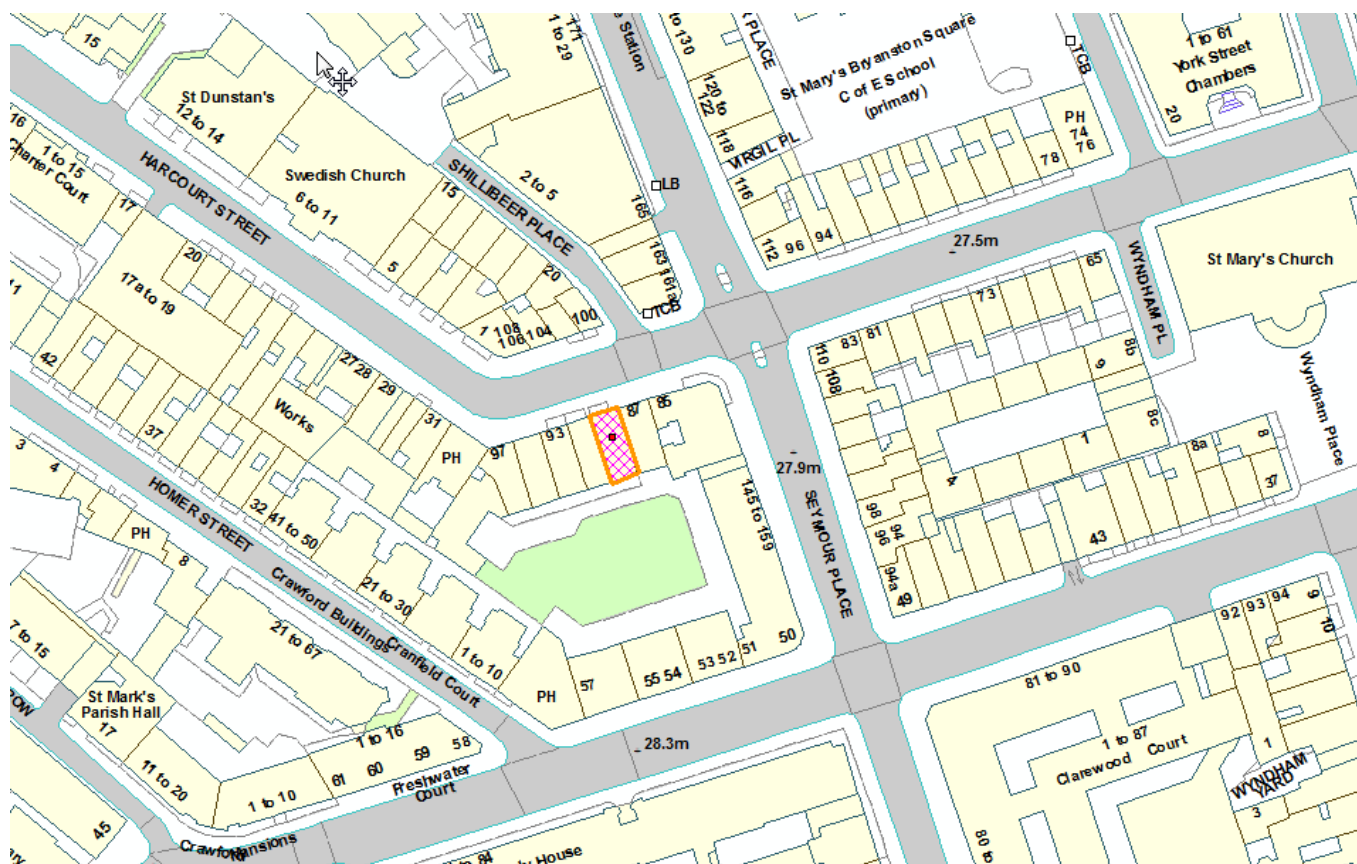 15
171
1 to 29
Station
to 130
PLACE
St Mary's Bryanston Square
C of E School
(primary)
TCB
1 to 61
York Street
Chambers
20
St Dunstan's
12 to 14
120 to
122
118
VIRGIL PL
116
PH
74
76
78
16
1 to 15
Charter Court
HARCOURT STREET
Swedish Church
6 to 11
SHILLIBEER PLACE
2 to 5
LB
165
15
17
5
20
163
161a
TCB
112
96
94
27.5m
65
WYNDHAM PL
St Mary's Church
71
20
17a to 19
1
108
106
104
100
73
110
83
81
108
8b
9
Wyndham Place
42
27
28
29
31
Works
37
PH
97
93
87
85
27.9m
SEYMOUR PLACE
145 to 159
1
4
8c
8a
8
37
98
96
94
94a
49
43
3
4
HOMER STREET
32
41 to 50
PH
8
Crawford Buildings
21 to 30
Cranfield Court
1 to 10
21 to 67
7 to 15
ROW
St Mark's
Parish Hall
17
11 to 20
PH
57
55
54
53
52
51
50
92
93
94
9
10
81 to 90
1 to 87
Clarewood Court
1
WYNDHAM
YARD
3
28.3m
1 to 16
58
59
60
61
1 to 10
Freshwater
Court
45
Mansions
84
House
80 to